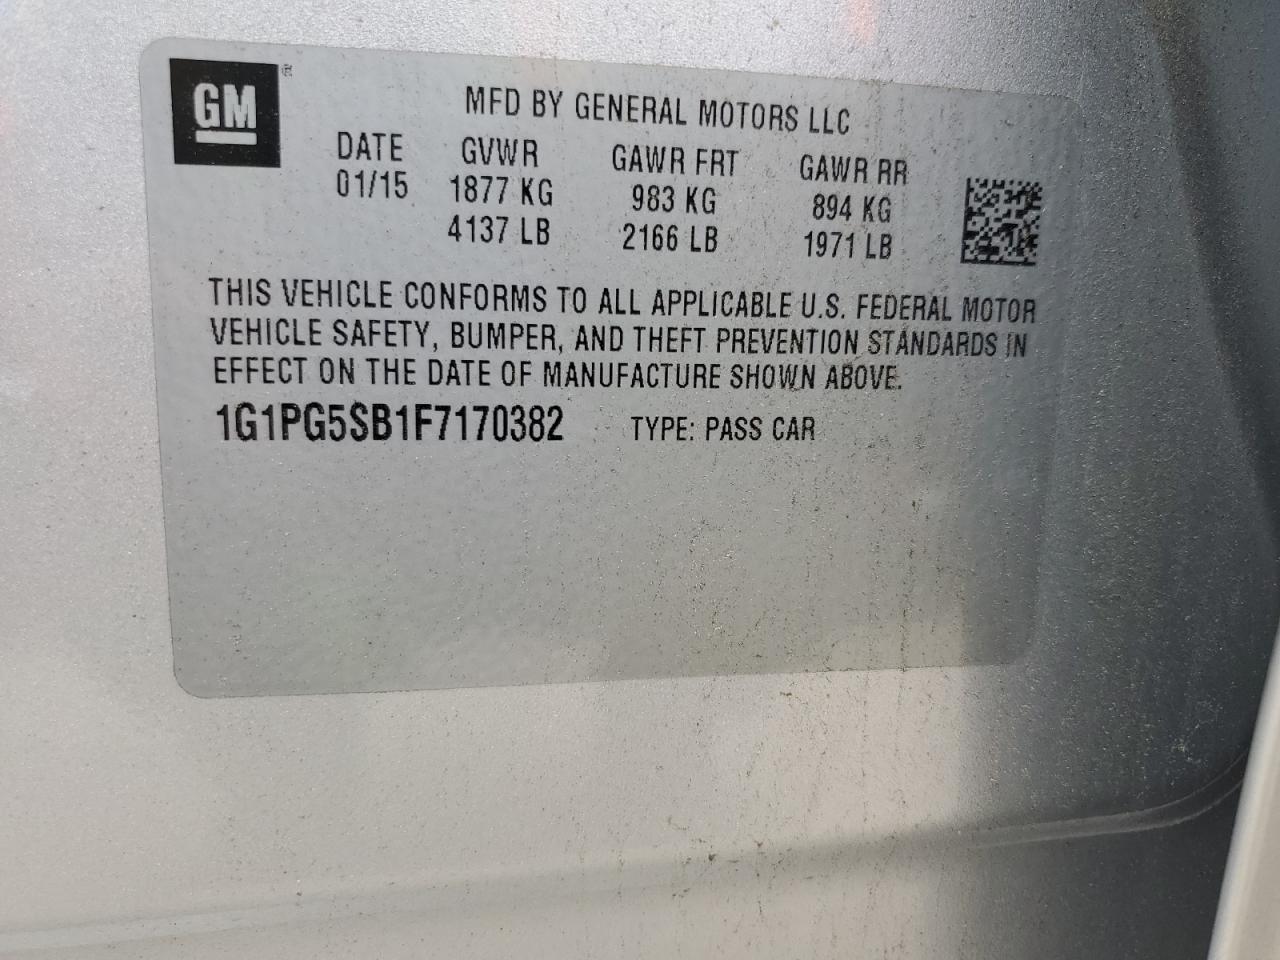 GM®
MFD BY GENERAL MOTORS LLC
DATE GVWR GAWR FRT GAWR RR
01/15 1877 KG 983 KG 894 KG
4137 LB 2166 LB 1971 LB
THIS VEHICLE CONFORMS TO ALL APPLICABLE U.S. FEDERAL MOTOR
VEHICLE SAFETY, BUMPER, AND THEFT PREVENTION STANDARDS IN
EFFECT ON THE DATE OF MANUFACTURE SHOWN ABOVE.
1G1PG5SB1F7170382 TYPE: PASS CAR